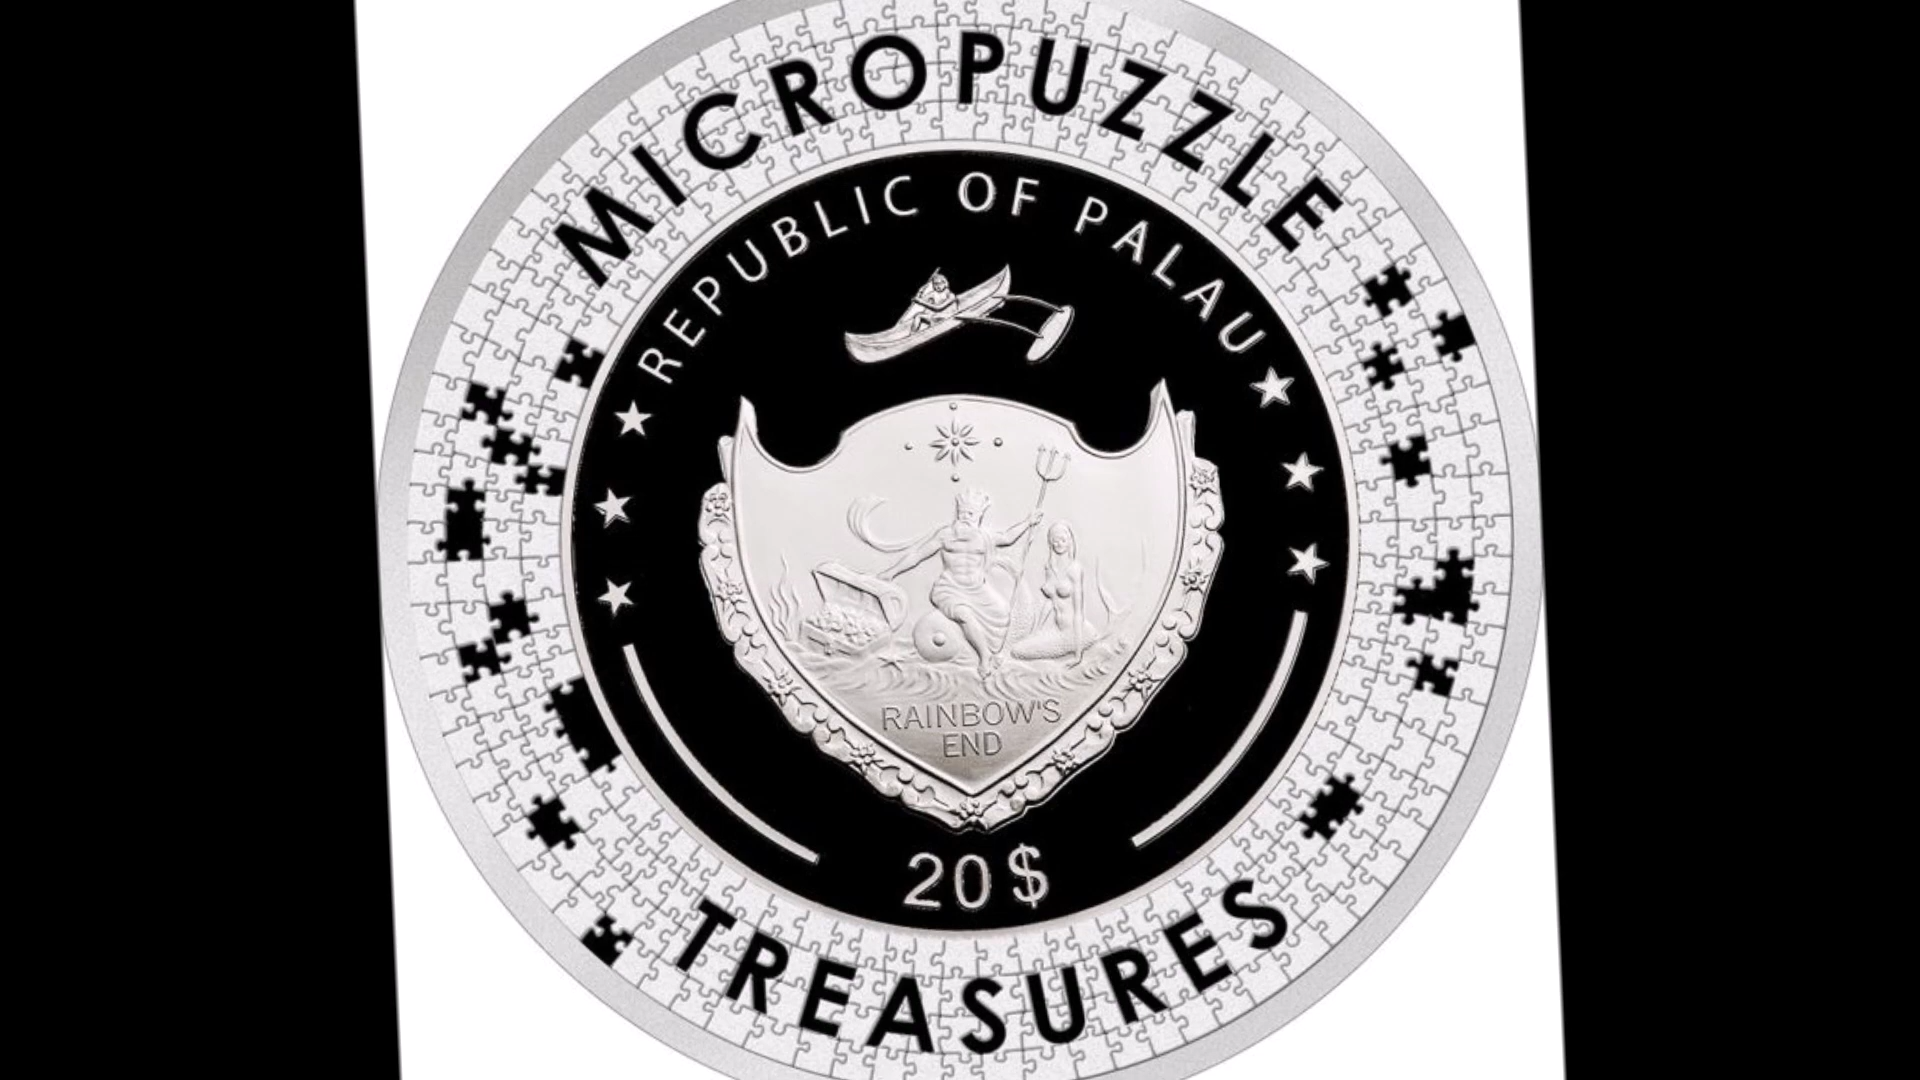 MICROPUZZLE
REPUBLIC OF PALAU
RAINBOW'S
END
20$
TREASURES